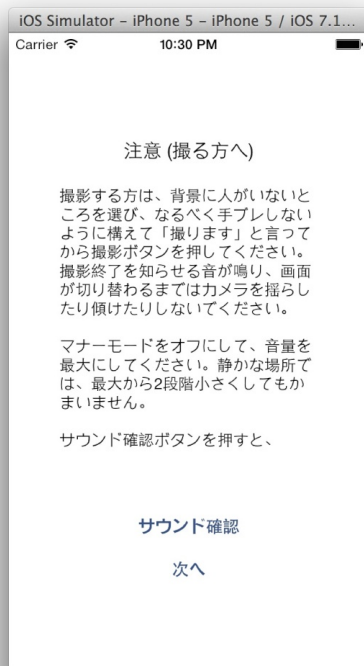 iOS Simulator – iPhone 5 – iPhone 5 / iOS 7.1...
Carrier 10:30 PM
注意 (撮る方へ)
撮影する方は、背景に人がいないと
ころを選び、なるべく手ブレしない
ように構えて「撮ります」と言って
から撮影ボタンを押してください。
撮影終了を知らせる音が鳴り、画面
が切り替わるまではカメラを揺らし
たり傾けたりしないでください。
マナーモードをオフにして、音量を
最大にしてください。静かな場所で
は、最大から2段階小さくしてもか
まいません。
サウンド確認ボタンを押すと、
サウンド確認
次へ